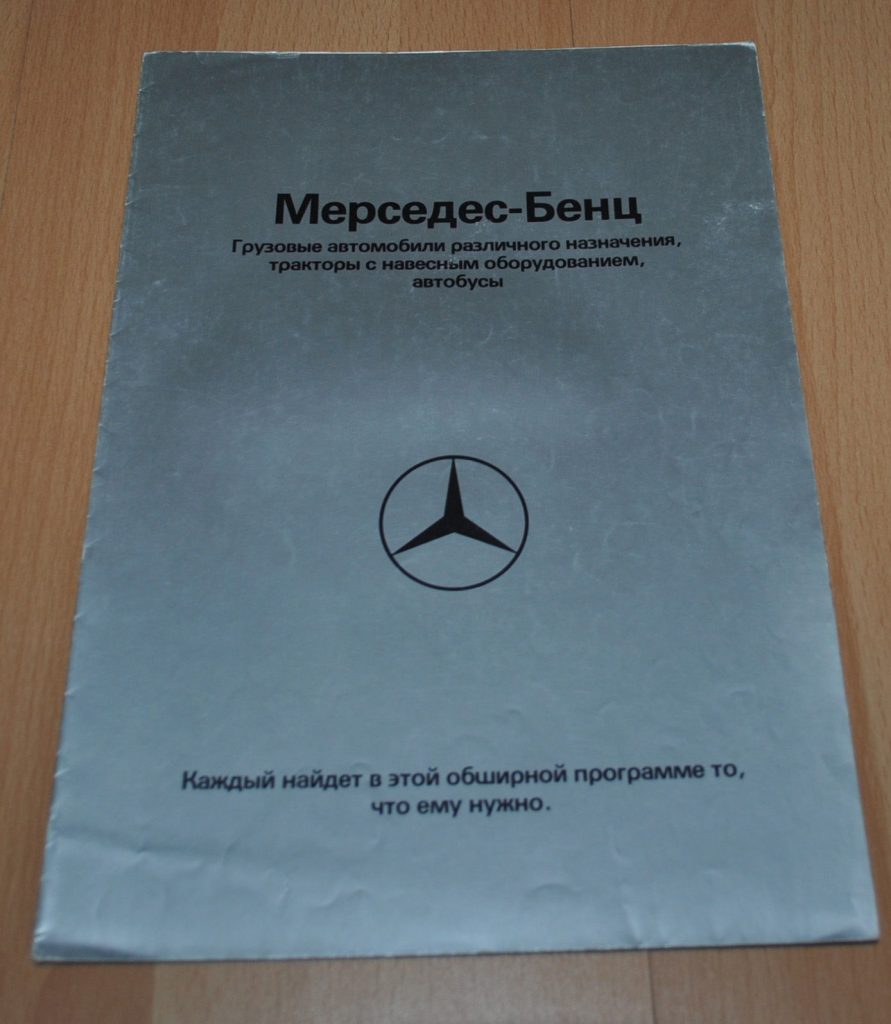 Мерседес-Бенц
Грузовые автомобили различного назначения,
тракторы с навесным оборудованием,
автобусы
Каждый найдет в этой обширной программе то,
что ему нужно.